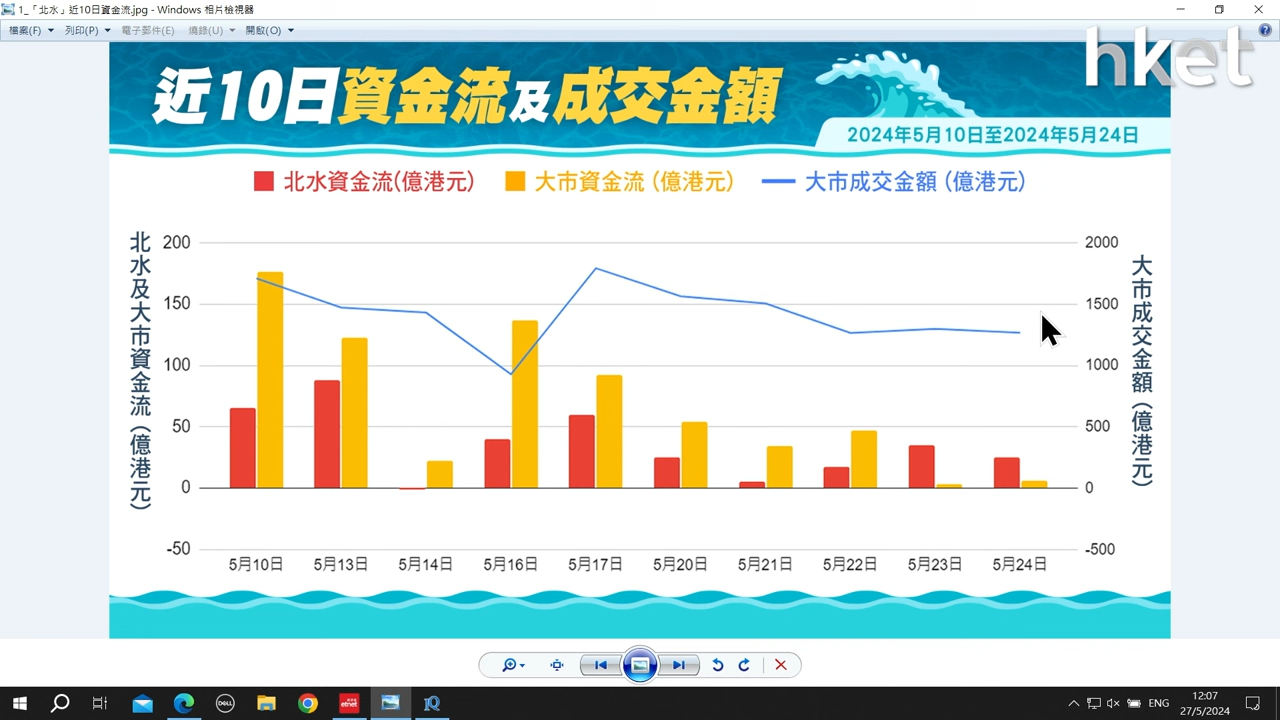 1_「北水」近10日資金流.jpg - Windows 相片檢視器
檔案(F) 列印(P) 電子郵件(E) 燒錄(U) 開啟(O)
hket
近10日資金流及成交金額
2024年5月10日至2024年5月24日
北水資金流(億港元) 大市資金流 (億港元) 大市成交金額 (億港元)
北水及大市資金流(億港元)
200
150
100
50
0
-50
2000
1500
1000
500
0
-500
大市成交金額(億港元)
5月10日 5月13日 5月14日 5月16日 5月17日 5月20日 5月21日 5月22日 5月23日 5月24日
DELL
etnet
IQ
ENG
12:07
27/5/2024